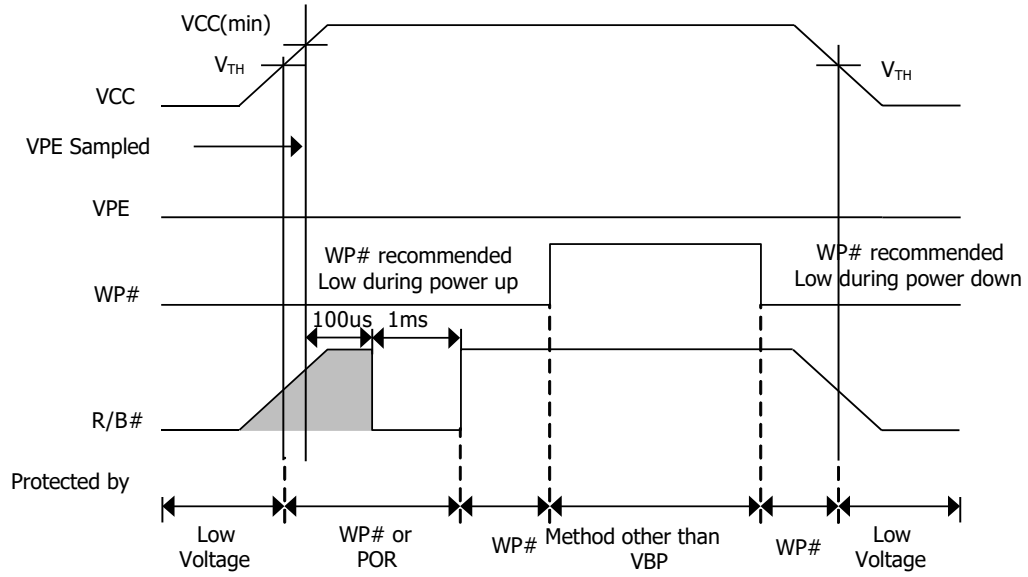 VCC(min)
VTH
VTH
VCC
VPE Sampled
VPE
WP# recommended
Low during power up
WP# recommended
Low during power down
WP#
100us
1ms
R/B#
Protected by
Low
Voltage
WP# or
POR
WP#
Method other than
VBP
WP#
Low
Voltage